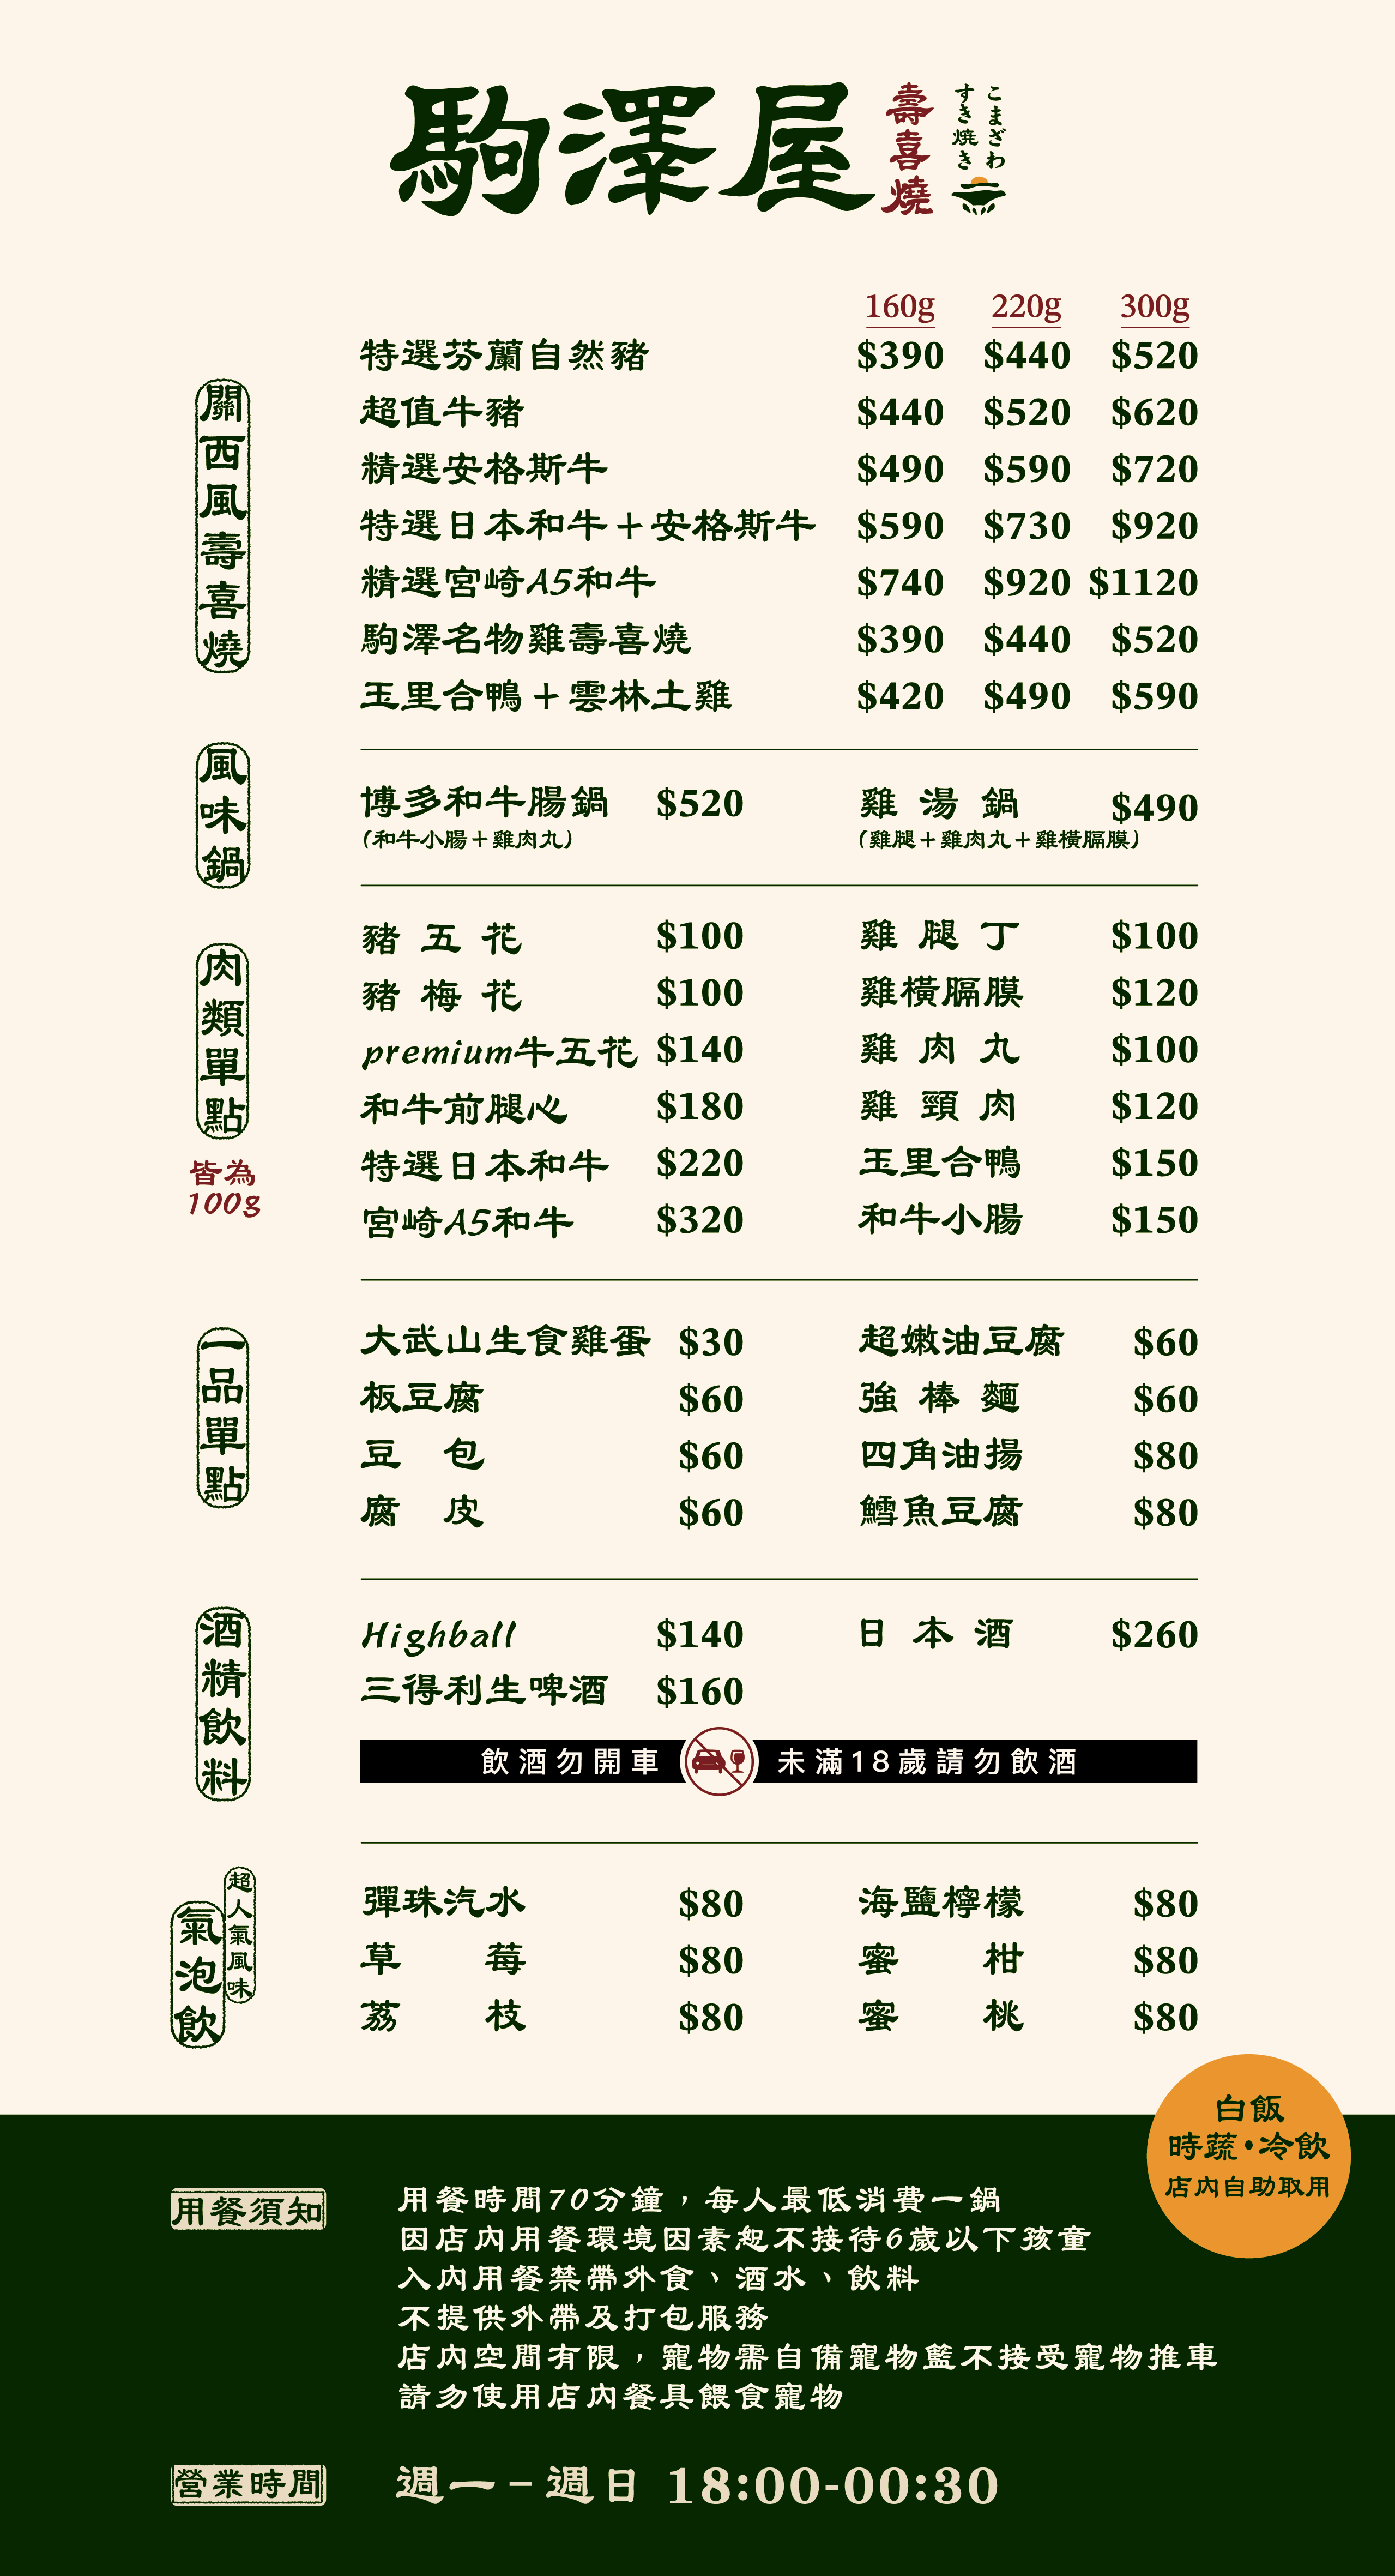 駒澤屋
壽喜燒
こまざわ
すき焼き
160g 220g 300g
關西風壽喜燒
特選芬蘭自然豬 $390 $440 $520
超值牛豬 $440 $520 $620
精選安格斯牛 $490 $590 $720
特選日本和牛＋安格斯牛 $590 $730 $920
精選宮崎A5和牛 $740 $920 $1120
駒澤名物雞壽喜燒 $390 $440 $520
玉里合鴨＋雲林土雞 $420 $490 $590
風味鍋
博多和牛腸鍋 $520 雞湯鍋 $490
(和牛小腸＋雞肉丸) (雞腿＋雞肉丸＋雞橫膈膜)
肉類單點
皆為
100g
豬五花 $100 雞腿丁 $100
豬梅花 $100 雞橫膈膜 $120
premium牛五花 $140 雞肉丸 $100
和牛前腿心 $180 雞頸肉 $120
特選日本和牛 $220 玉里合鴨 $150
宮崎A5和牛 $320 和牛小腸 $150
一品單點
大武山生食雞蛋 $30 超嫩油豆腐 $60
板豆腐 $60 強棒麵 $60
豆包 $60 四角油揚 $80
腐皮 $60 鱈魚豆腐 $80
酒精飲料
Highball $140 日本酒 $260
三得利生啤酒 $160
飲酒勿開車 未滿18歲請勿飲酒
超人氣風味
氣泡飲
彈珠汽水 $80 海鹽檸檬 $80
草莓 $80 蜜柑 $80
荔枝 $80 蜜桃 $80
白飯
時蔬・冷飲
店內自助取用
用餐須知
用餐時間70分鐘，每人最低消費一鍋
因店內用餐環境因素恕不接待6歲以下孩童
入內用餐禁帶外食、酒水、飲料
不提供外帶及打包服務
店內空間有限，寵物需自備寵物籃不接受寵物推車
請勿使用店內餐具餵食寵物
營業時間
週一－週日 18:00-00:30